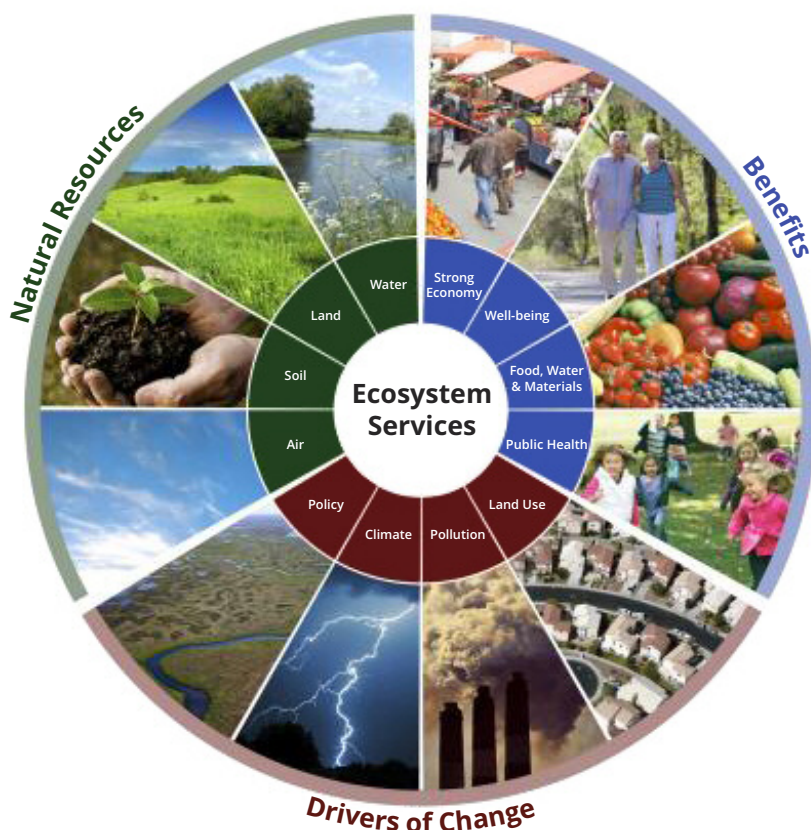 Natural Resources
Benefits
Water
Strong
Economy
Land
Well-being
Soil
Food, Water
& Materials
Ecosystem
Services
Air
Public Health
Policy
Land Use
Climate
Pollution
Drivers of Change